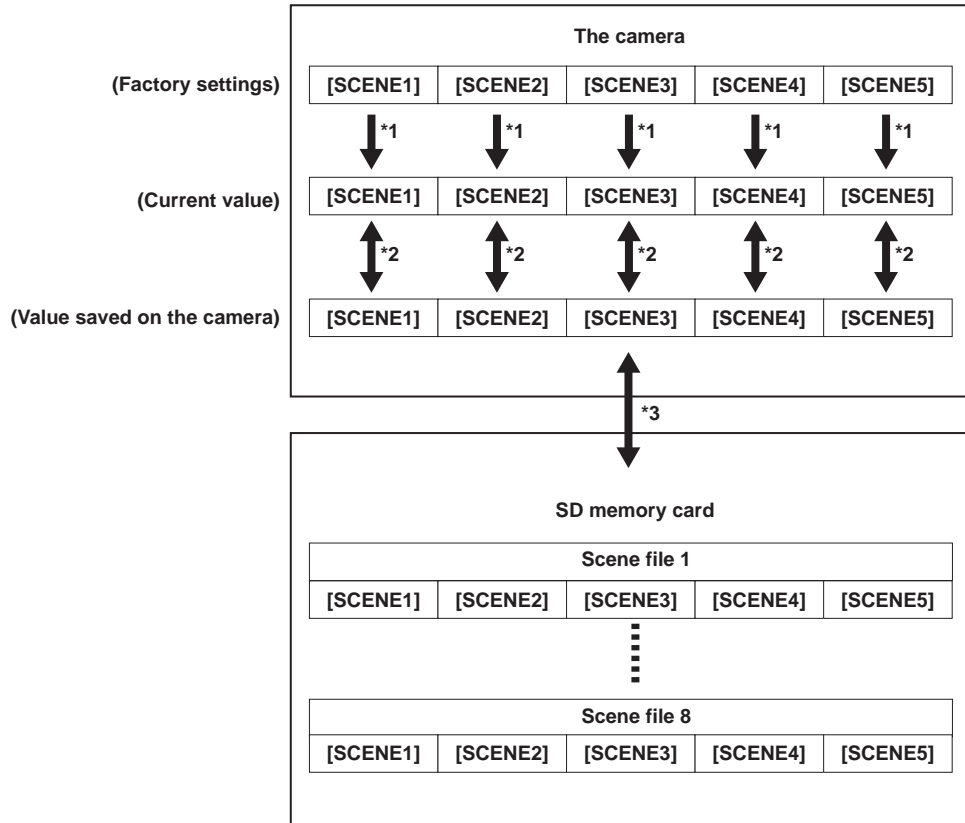 The camera
(Factory settings) [SCENE1] [SCENE2] [SCENE3] [SCENE4] [SCENE5]
*1 *1 *1 *1 *1
(Current value) [SCENE1] [SCENE2] [SCENE3] [SCENE4] [SCENE5]
*2 *2 *2 *2 *2
(Value saved on the camera) [SCENE1] [SCENE2] [SCENE3] [SCENE4] [SCENE5]
*3
SD memory card
Scene file 1
[SCENE1] [SCENE2] [SCENE3] [SCENE4] [SCENE5]
Scene file 8
[SCENE1] [SCENE2] [SCENE3] [SCENE4] [SCENE5]